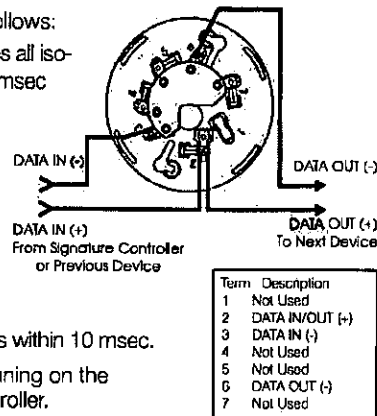 ollows:
s all iso-
msec
DATA IN (-)
DATA OUT (-)
DATA IN (+)
From Signature Controller
or Previous Device
DATA OUT (+)
To Next Device
Term Description
1 Not Used
2 DATA IN/OUT (+)
3 DATA IN (-)
4 Not Used
5 Not Used
6 DATA OUT (-)
7 Not Used
s within 10 msec.
ning on the
roller.